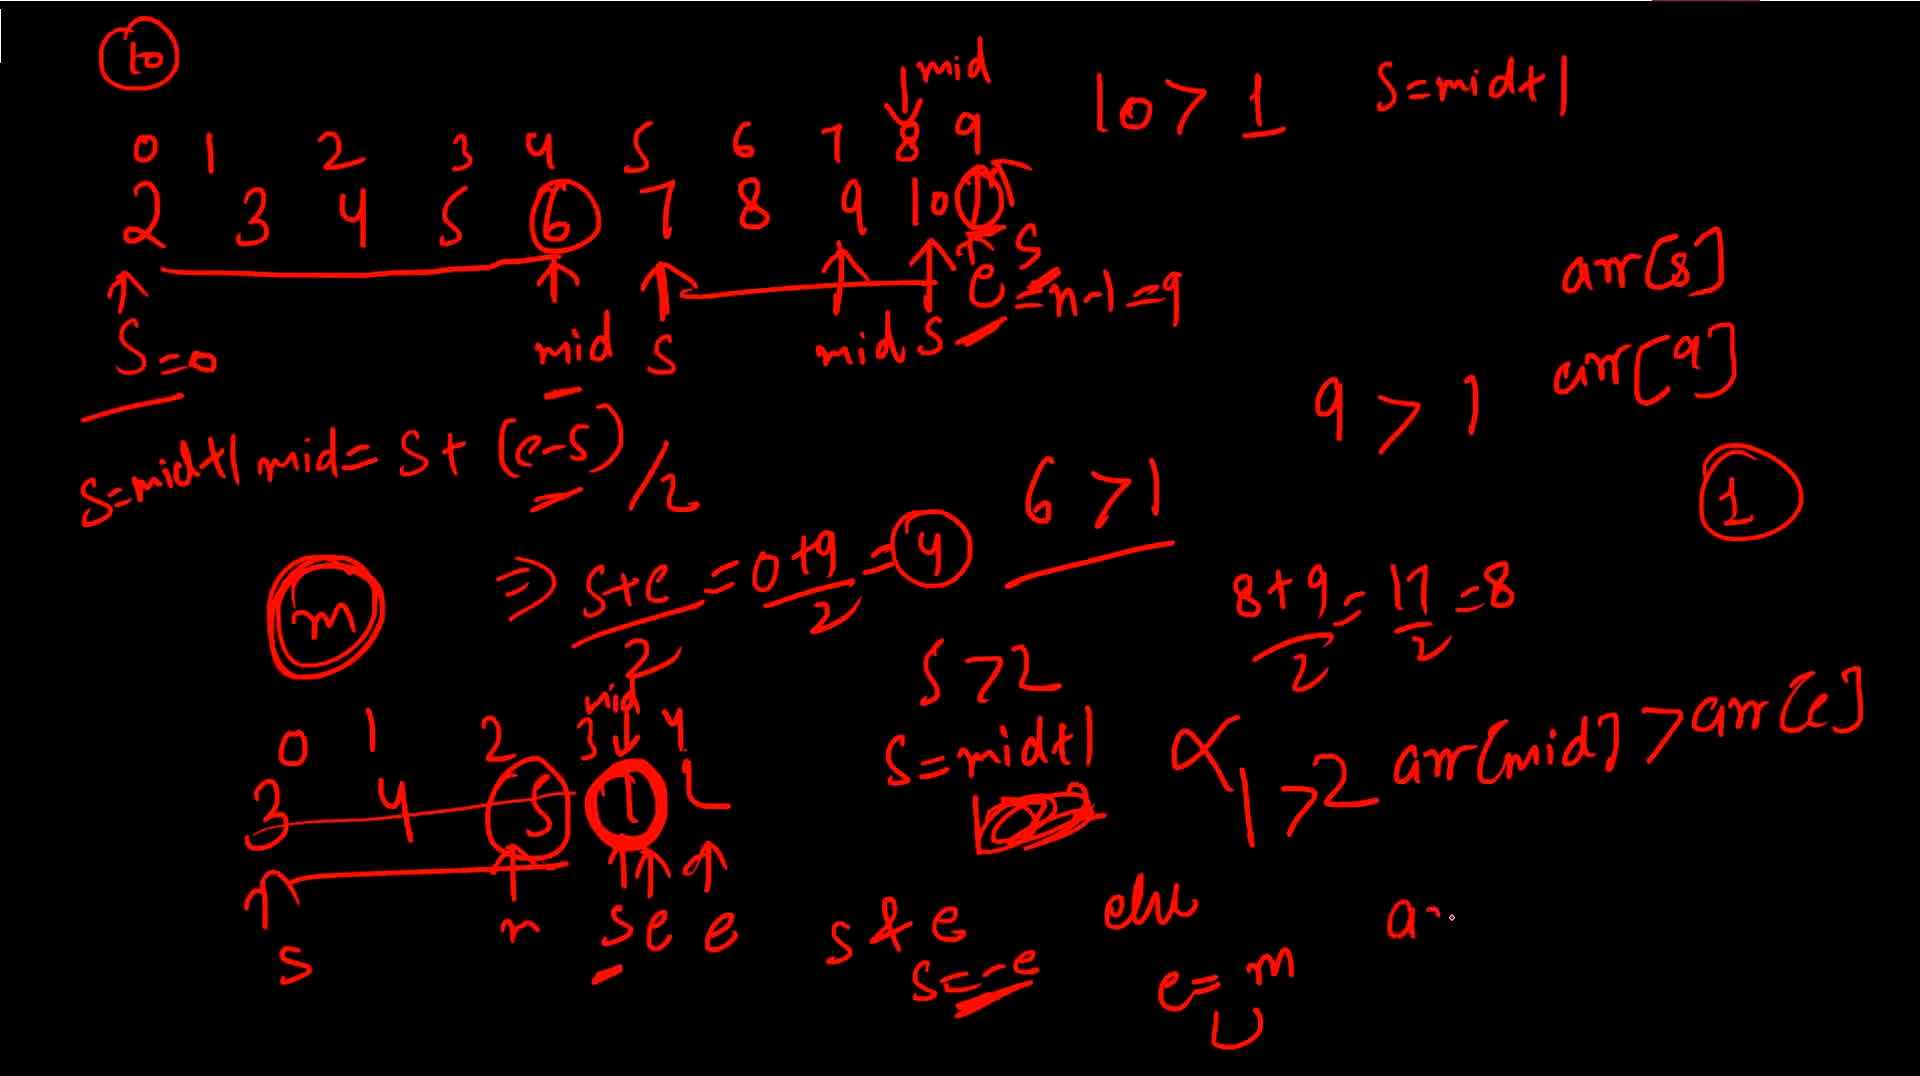 10
mid
10 > 1 S=mid+1
0 1 2 3 4 5 6 7 8 9
2 3 4 5 6 7 8 9 10 1
S
e=n-1=9
arr[8]
S=0 mid S mid S
arr[9]
9 > 1
S=mid+1 mid= S+ (e-S)/2
6 > 1
1
m
=> S+e/2 = 0+9/2 = 4
8+9/2 = 17/2 = 8
5 > 2
mid
0 1 2 3 4
S=mid+1
arr[mid] > arr[e]
3 4 5 1 2
1 > 2
S m S e e
s & e
else
a
S==e
e=m